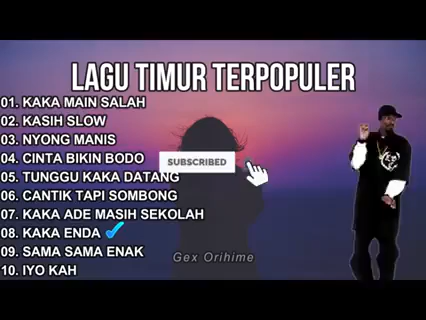 LAGU TIMUR TERPOPULER
01. KAKA MAIN SALAH
02. KASIH SLOW
03. NYONG MANIS
04. CINTA BIKIN BODO
SUBSCRIBED
05. TUNGGU KAKA DATANG
06. CANTIK TAPI SOMBONG
07. KAKA ADE MASIH SEKOLAH
08. KAKA ENDA
09. SAMA SAMA ENAK
10. IYO KAH
Gex Orihime